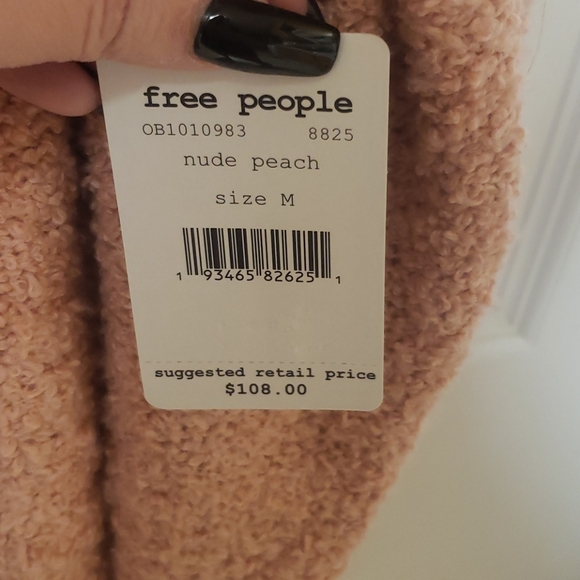 free people
OB1010983 8825
nude peach
size M
1 93465 82625 1
suggested retail price
$108.00